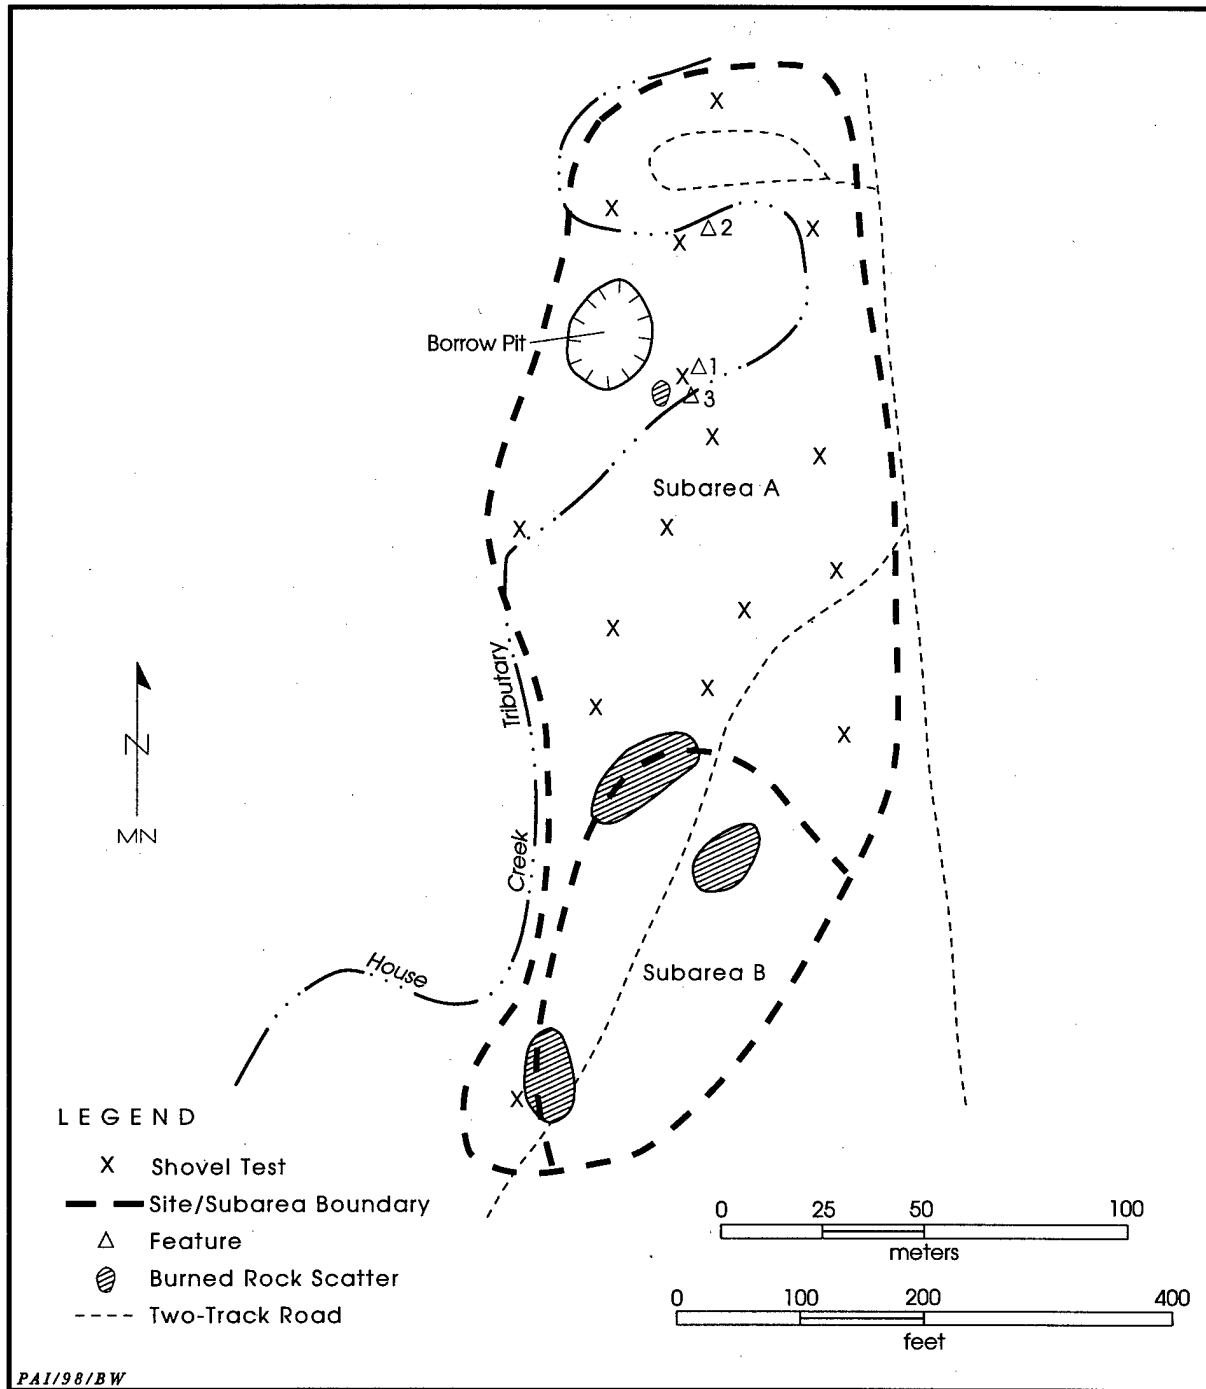 X
X
X
△2
X
Borrow Pit
X
△1
△3
X
X
Subarea A
X
X
X
X
X
X
X
X
Tributary
N
MN
Creek
House
Subarea B
X
LEGEND
X Shovel Test
Site/Subarea Boundary
△ Feature
Burned Rock Scatter
Two-Track Road
0 25 50 100
meters
0 100 200 400
feet
PAI/98/BW